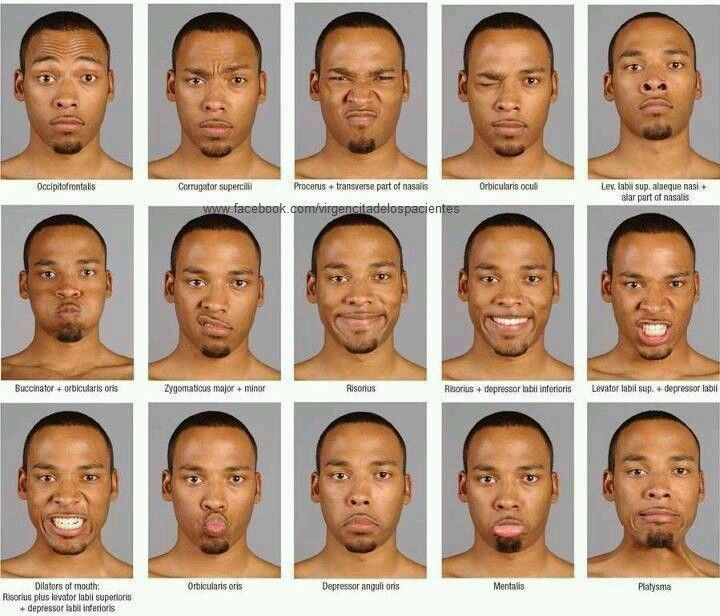 Occipitofrontalis
Corrugator supercilii
Procerus + transverse part of nasalis
Orbicularis oculi
Lev. labii sup. alaeque nasi +
alar part of nasalis
www.facebook.com/virgencitadelospacientes
Buccinator + orbicularis oris
Zygomaticus major + minor
Risorius
Risorius + depressor labii inferioris
Levator labii sup. + depressor labii
Dilators of mouth:
Risorius plus levator labii superioris
+ depressor labii inferioris
Orbicularis oris
Depressor anguli oris
Mentalis
Platysma